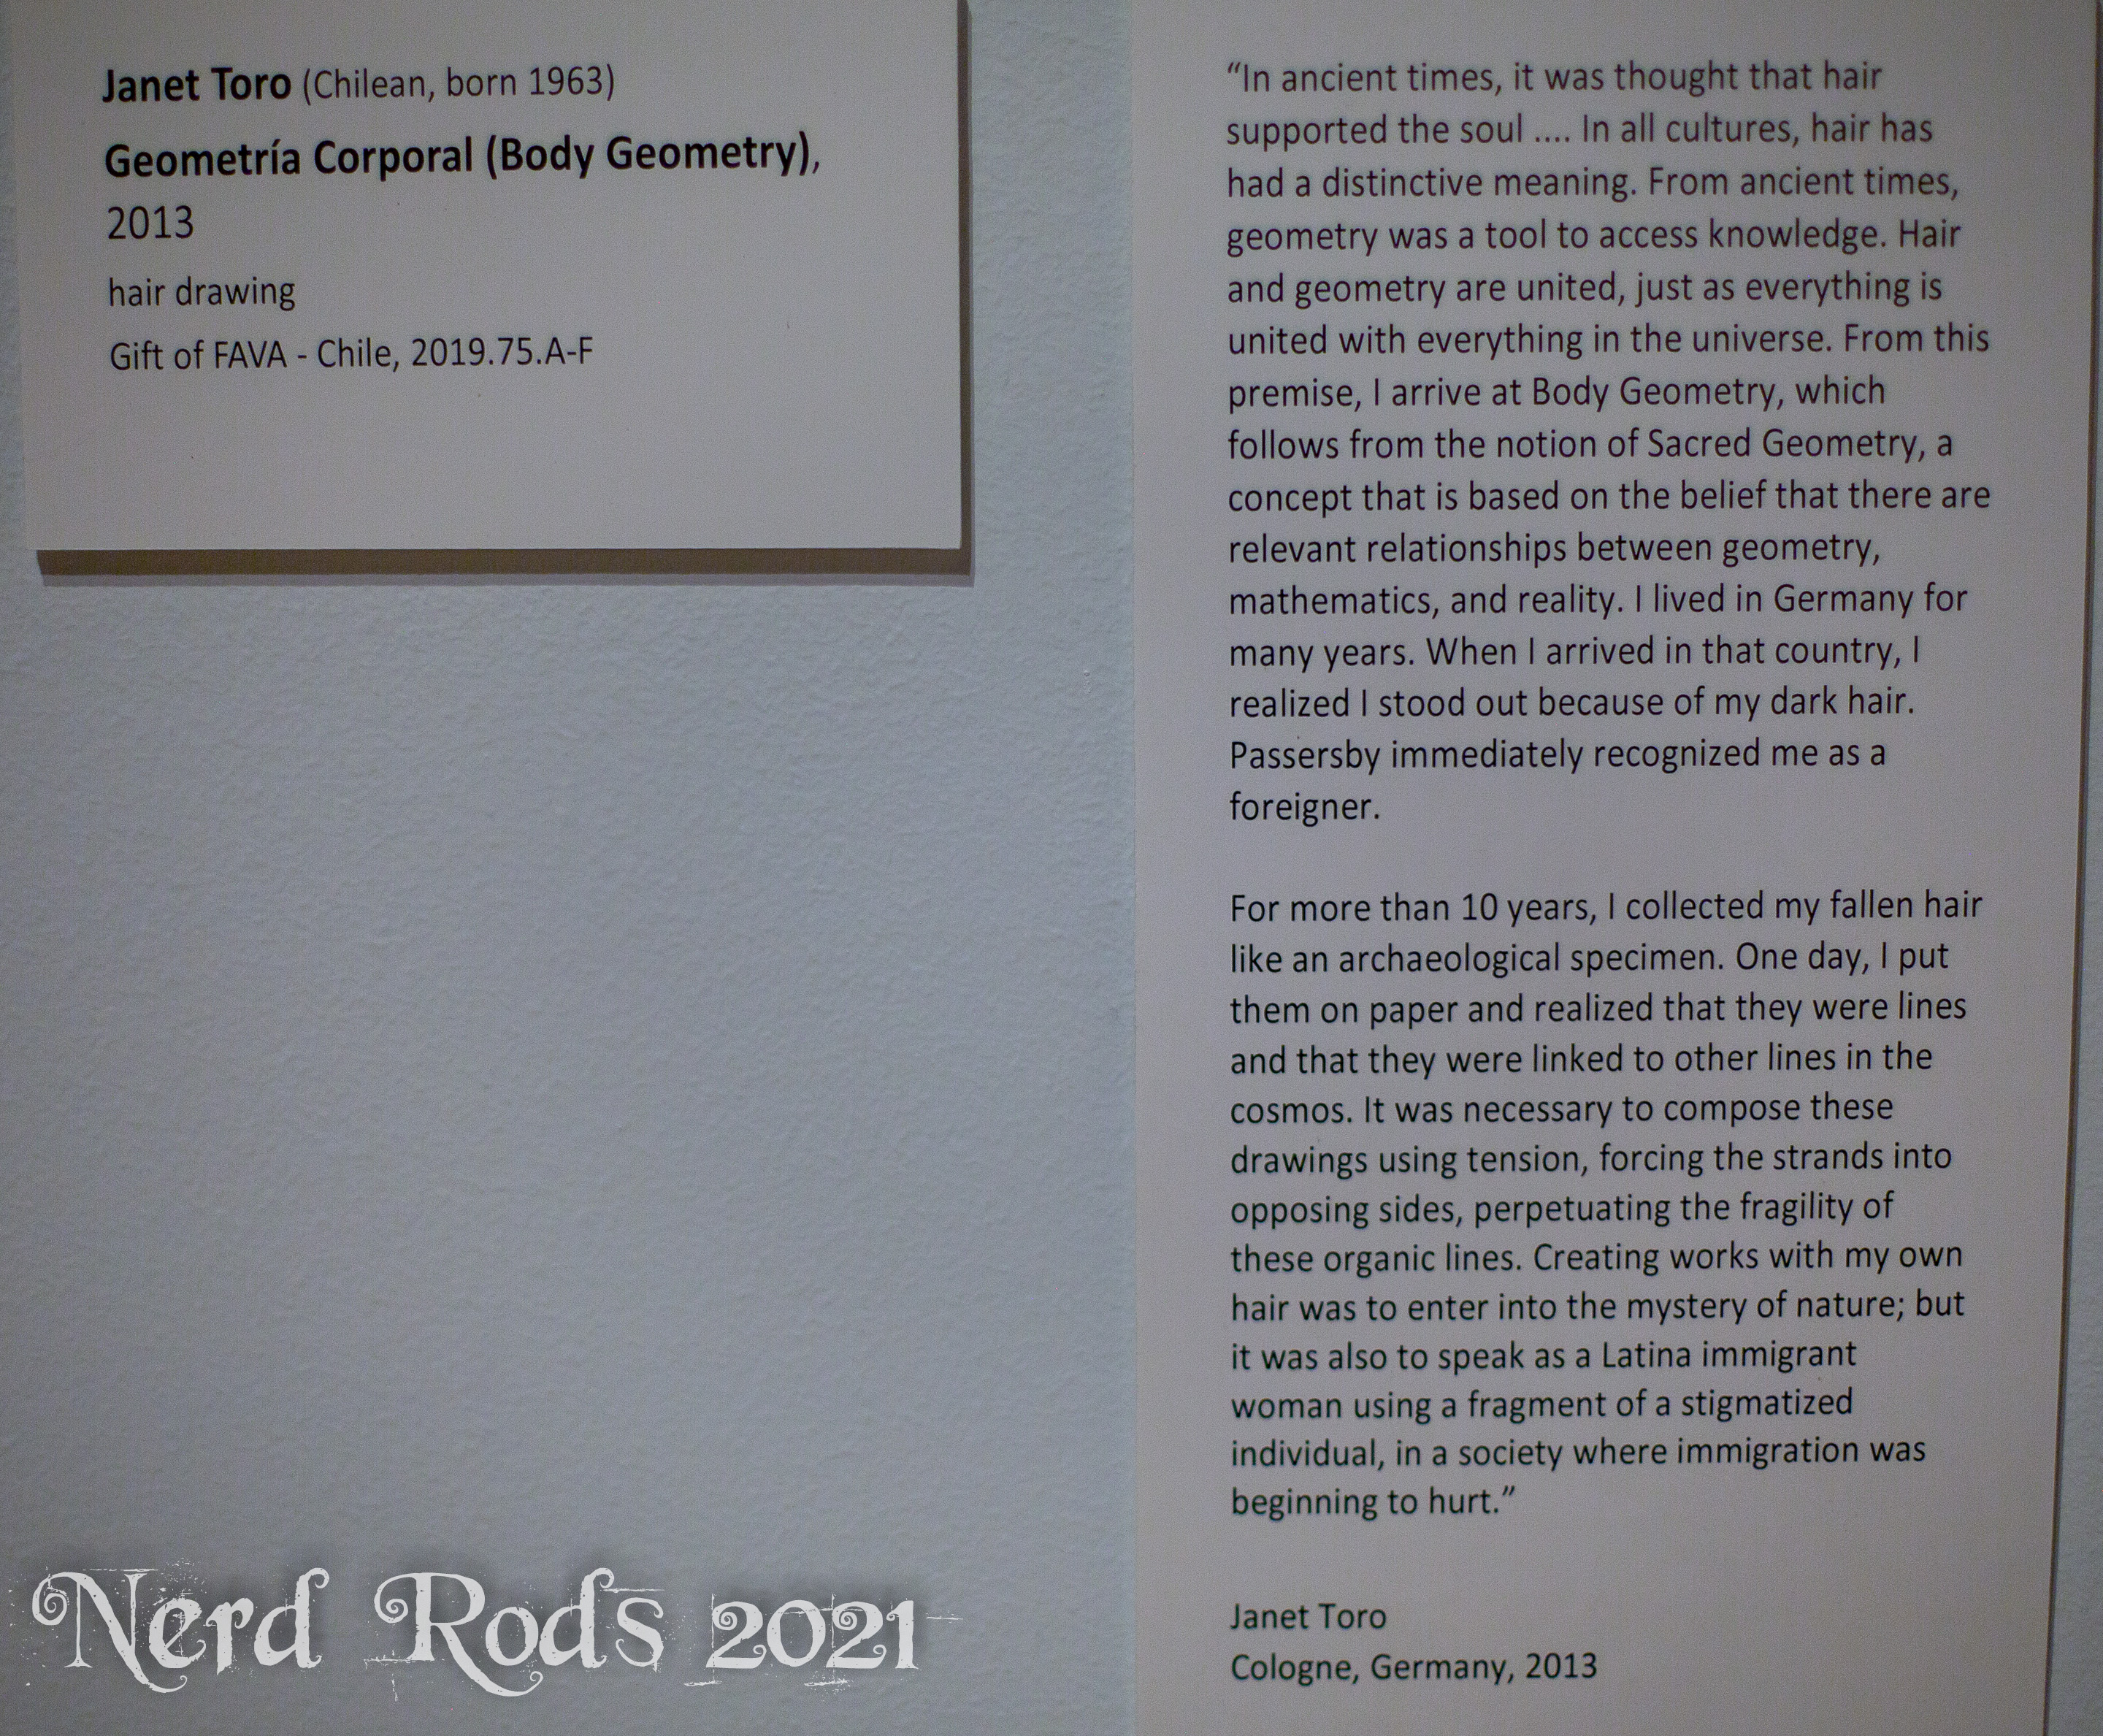 Janet Toro (Chilean, born 1963)
Geometría Corporal (Body Geometry),
2013
hair drawing
Gift of FAVA - Chile, 2019.75.A-F
“In ancient times, it was thought that hair
supported the soul .... In all cultures, hair has
had a distinctive meaning. From ancient times,
geometry was a tool to access knowledge. Hair
and geometry are united, just as everything is
united with everything in the universe. From this
premise, I arrive at Body Geometry, which
follows from the notion of Sacred Geometry, a
concept that is based on the belief that there are
relevant relationships between geometry,
mathematics, and reality. I lived in Germany for
many years. When I arrived in that country, I
realized I stood out because of my dark hair.
Passersby immediately recognized me as a
foreigner.
For more than 10 years, I collected my fallen hair
like an archaeological specimen. One day, I put
them on paper and realized that they were lines
and that they were linked to other lines in the
cosmos. It was necessary to compose these
drawings using tension, forcing the strands into
opposing sides, perpetuating the fragility of
these organic lines. Creating works with my own
hair was to enter into the mystery of nature; but
it was also to speak as a Latina immigrant
woman using a fragment of a stigmatized
individual, in a society where immigration was
beginning to hurt.”
Janet Toro
Cologne, Germany, 2013
Nerd Rods 2021